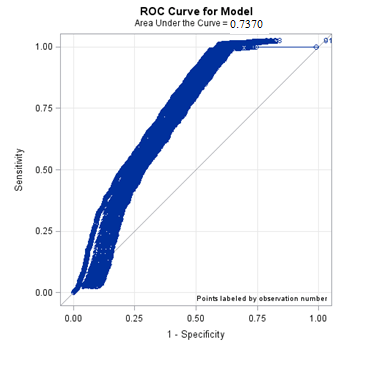 ROC Curve for Model
Area Under the Curve = 0.7370
1.00
0.75
0.50
0.25
0.00
Sensitivity
Points labeled by observation number
0.00 0.25 0.50 0.75 1.00
1 - Specificity